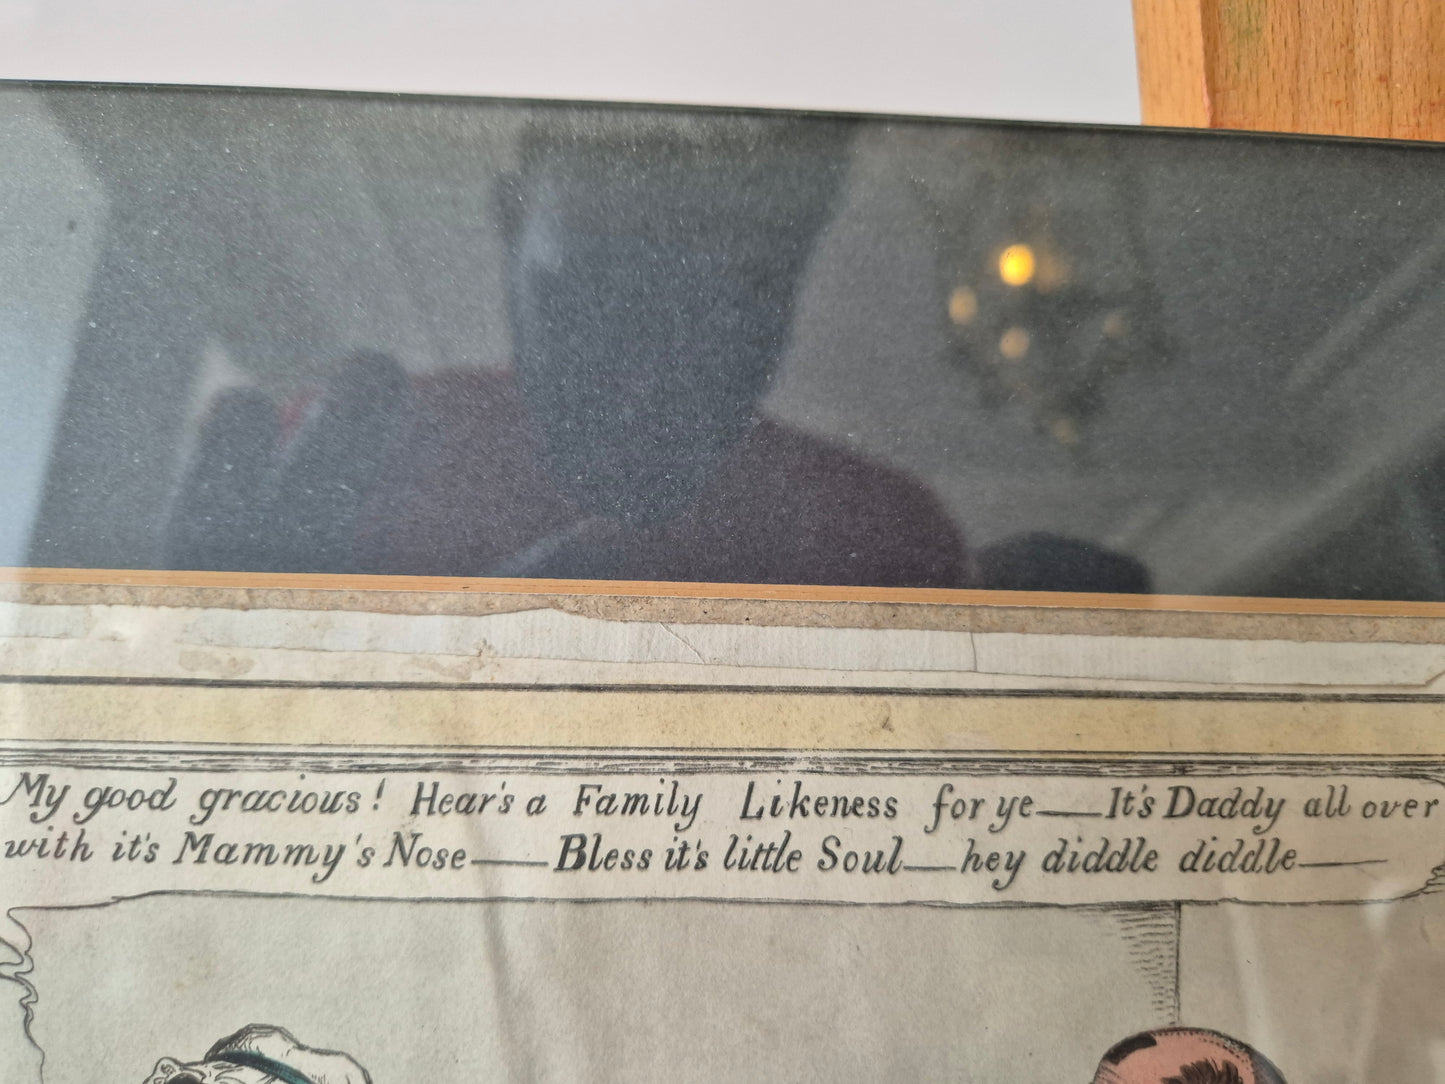 My good gracious! Hear's a Family Likeness for ye——It's Daddy all over
with it's Mammy's Nose——Bless it's little Soul——hey diddle diddle——